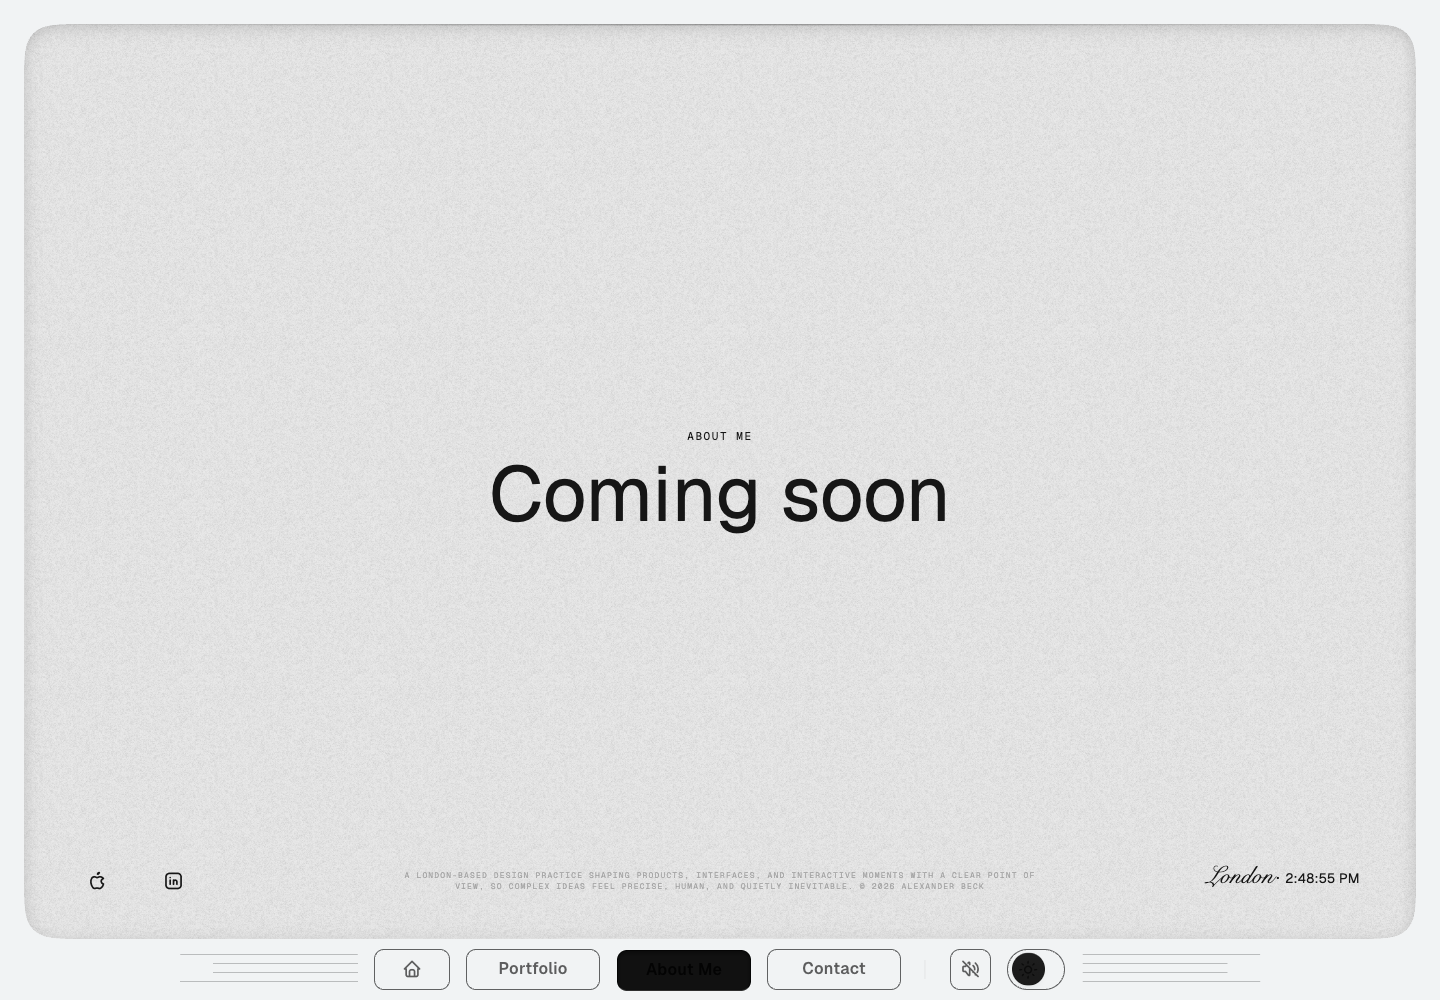 ABOUT ME
Coming soon
A LONDON-BASED DESIGN PRACTICE SHAPING PRODUCTS, INTERFACES, AND INTERACTIVE MOMENTS WITH A CLEAR POINT OF
VIEW, SO COMPLEX IDEAS FEEL PRECISE, HUMAN, AND QUIETLY INEVITABLE. © 2026 ALEXANDER BECK
London · 2:48:55 PM
Portfolio
About Me
Contact